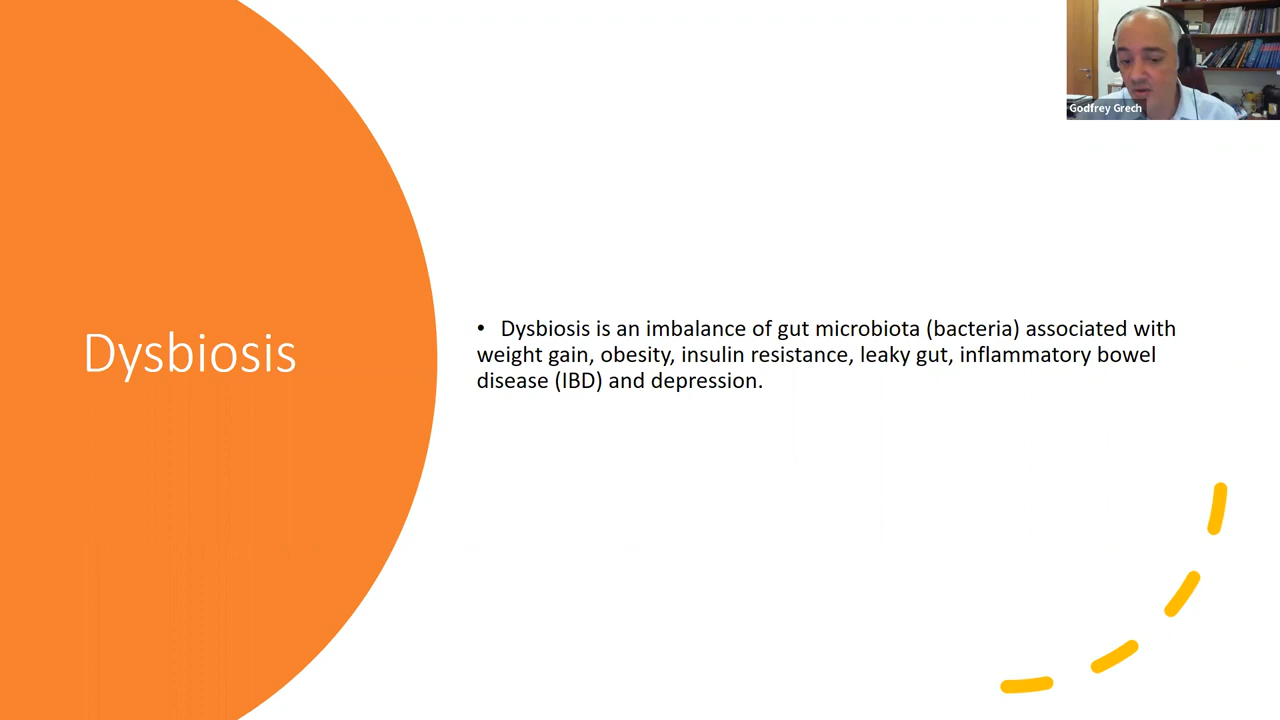 Godfrey Grech
Dysbiosis
• Dysbiosis is an imbalance of gut microbiota (bacteria) associated with
weight gain, obesity, insulin resistance, leaky gut, inflammatory bowel
disease (IBD) and depression.